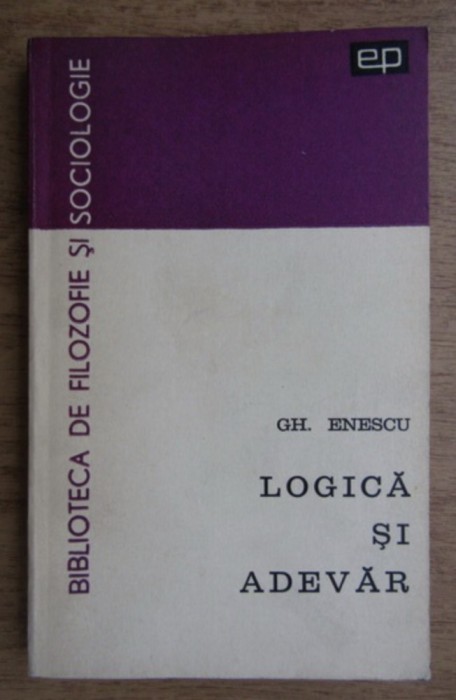 ep
BIBLIOTECA DE FILOZOFIE ŞI SOCIOLOGIE
GH. ENESCU
LOGICĂ
ŞI
ADEVĂR